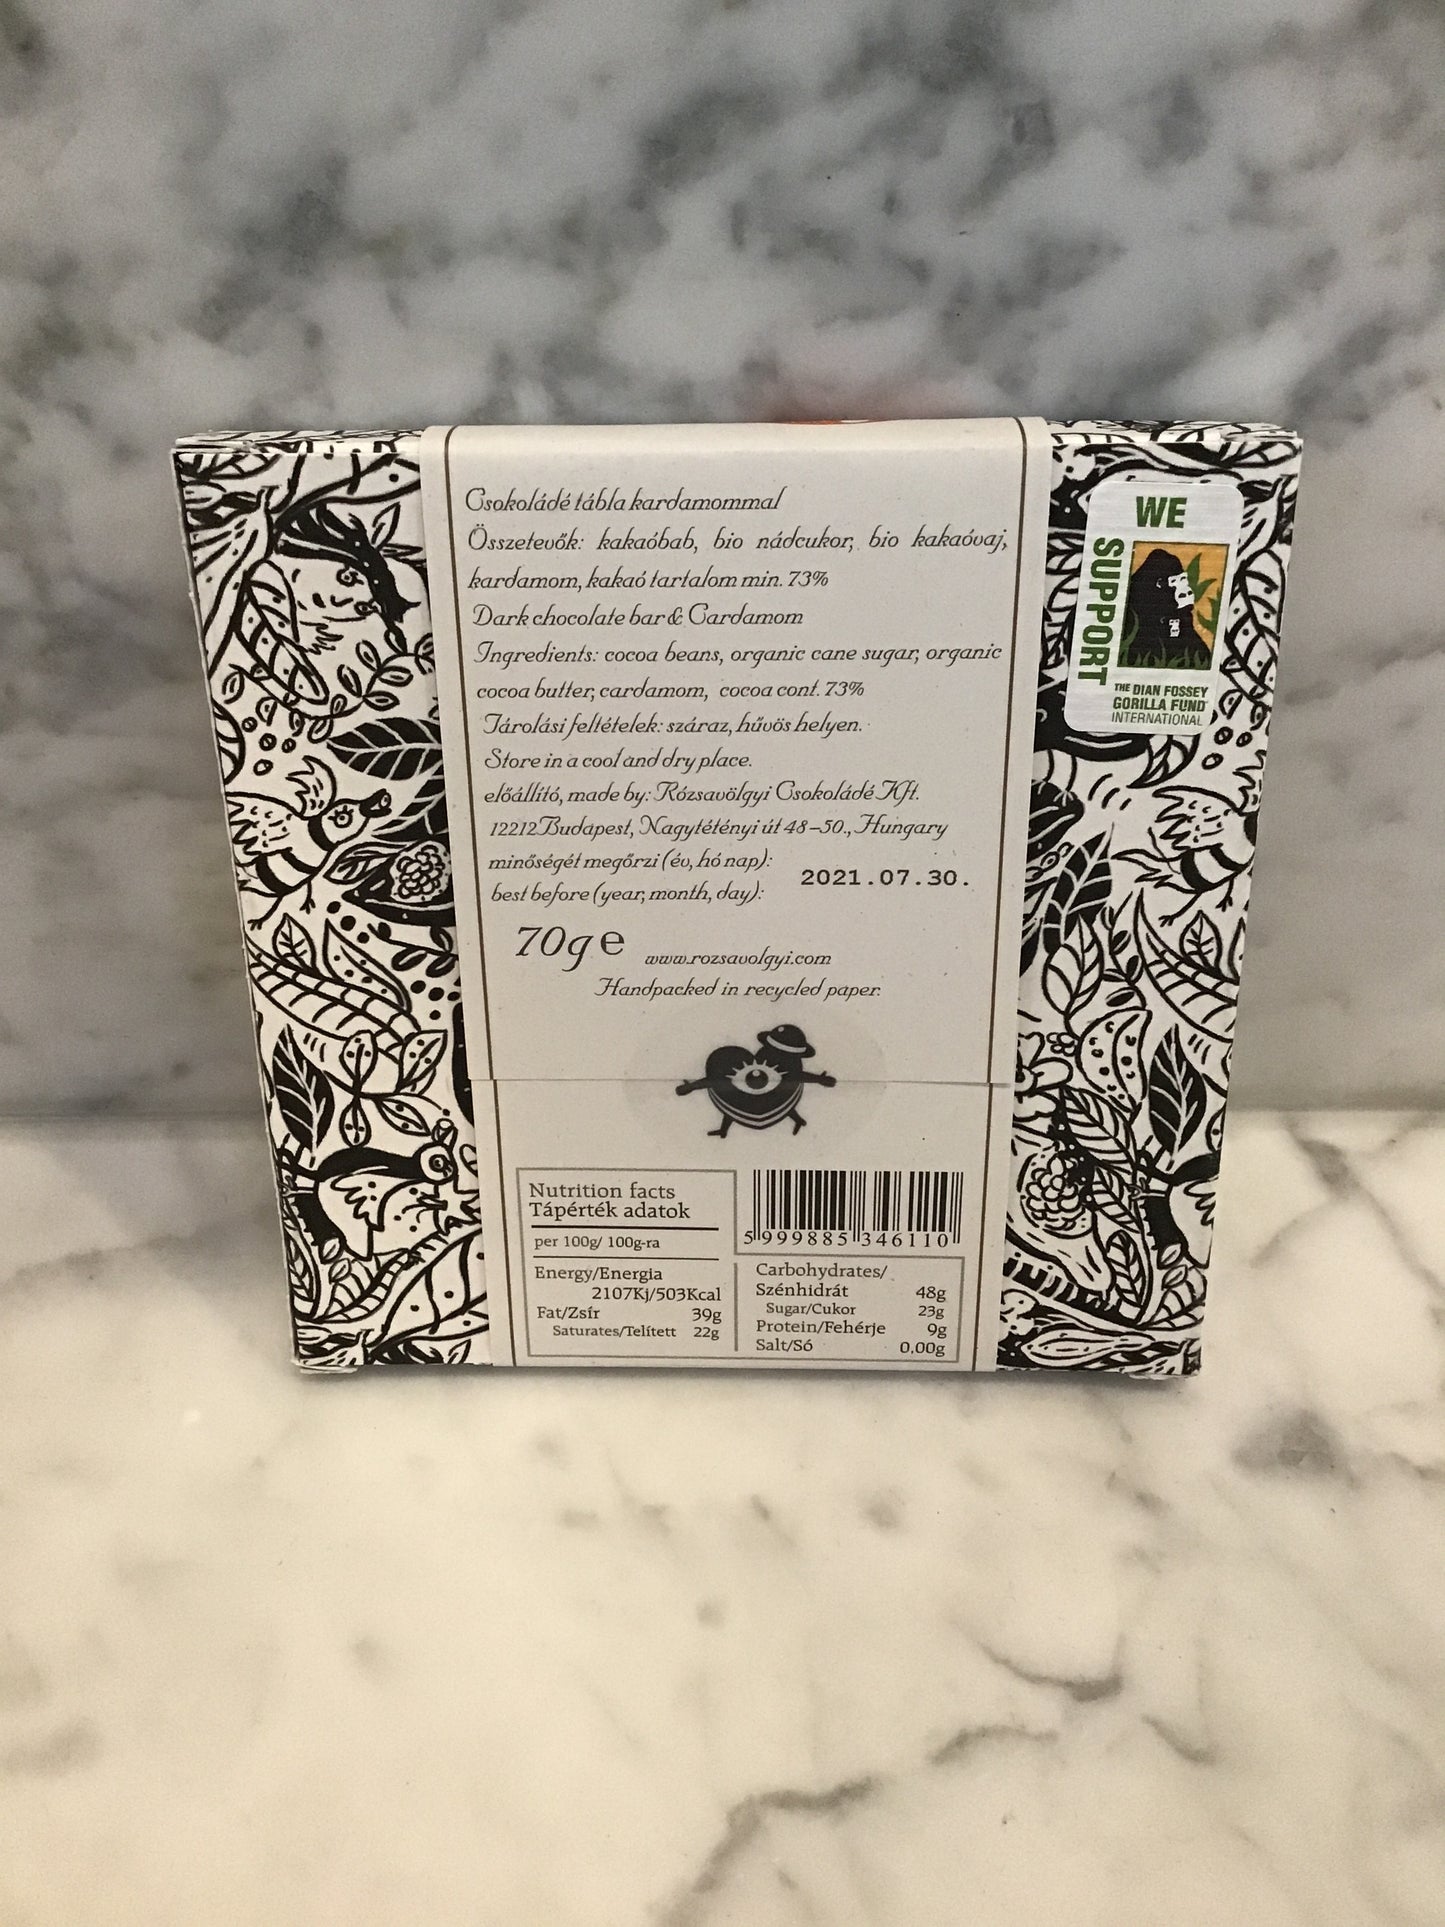 Csokoládé tábla kardamommal
Összetevők: kakaóbab, bio nádcukor, bio kakaóvaj,
kardamom, kakaó tartalom min. 73%
Dark chocolate bar & Cardamom
Ingredients: cocoa beans, organic cane sugar, organic
cocoa butter, cardamom, cocoa cont. 73%
Tárolási feltételek: száraz, hűvös helyen.
Store in a cool and dry place.
előállító, made by: Rózsavölgyi Csokoládé Kft.
12212 Budapest, Nagytétényi út 48-50., Hungary
minőségét megőrzi (év, hó nap):
best before (year, month, day):
2021.07.30.
70g e
www.rozsavolgyi.com
Handpacked in recycled paper.
Nutrition facts
Tápérték adatok
per 100g/ 100g-ra
Energy/Energia
2107Kj/503Kcal
Fat/Zsír 39g
Saturates/Telített 22g
5 999885 346110
Carbohydrates/
Szénhidrát 48g
Sugar/Cukor 23g
Protein/Fehérje 9g
Salt/Só 0,00g
WE
SUPPORT
THE DIAN FOSSEY
GORILLA FUND
INTERNATIONAL